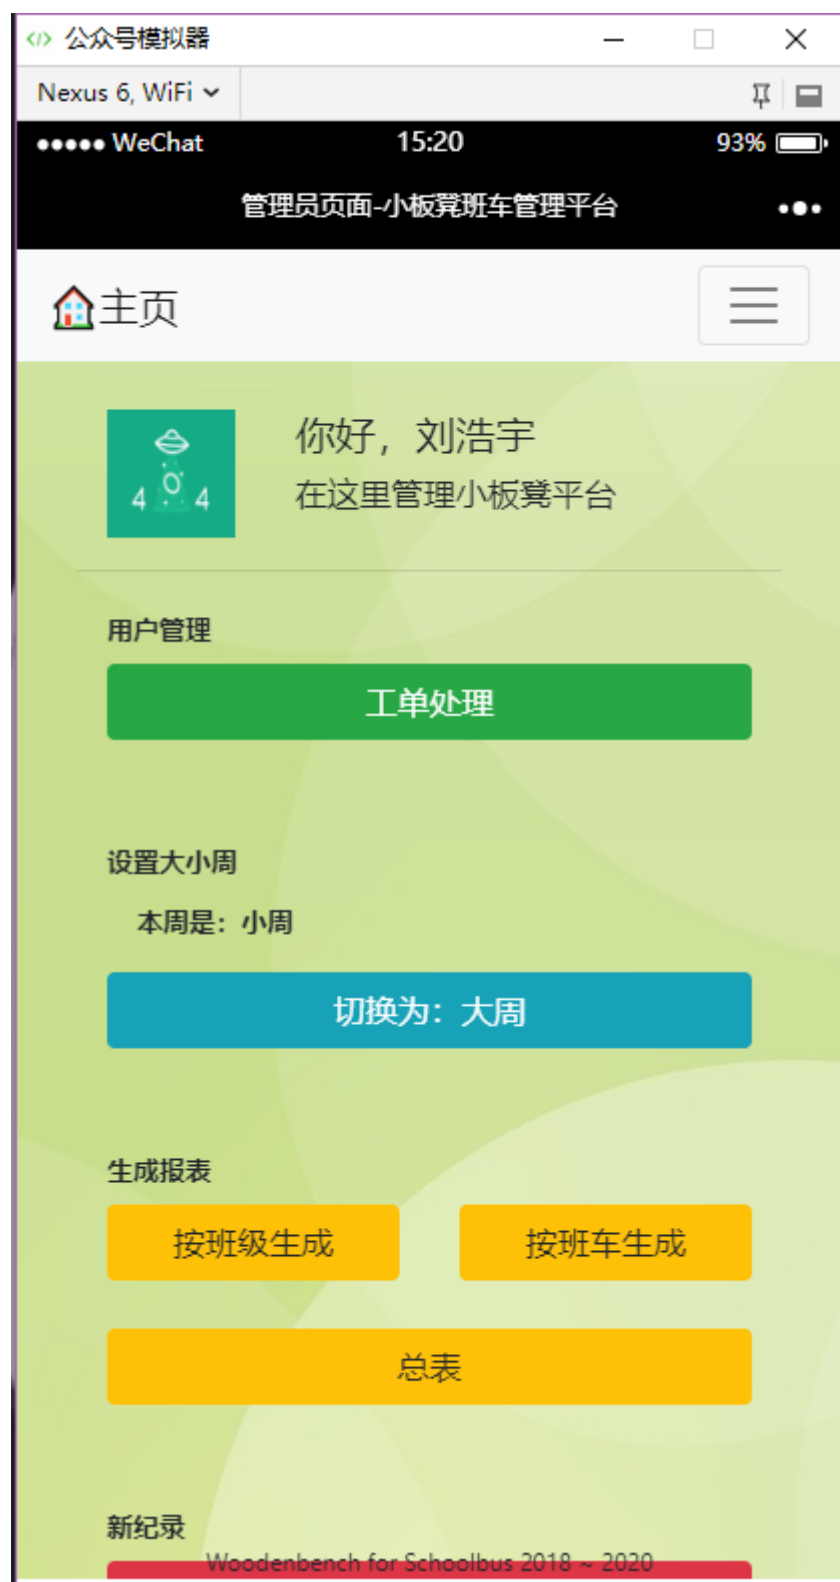 公众号模拟器
Nexus 6, WiFi
WeChat 15:20 93%
管理员页面-小板凳班车管理平台
主页
404
你好，刘浩宇
在这里管理小板凳平台
用户管理
工单处理
设置大小周
本周是：小周
切换为：大周
生成报表
按班级生成 按班车生成
总表
新纪录
Woodenbench for Schoolbus 2018 ~ 2020